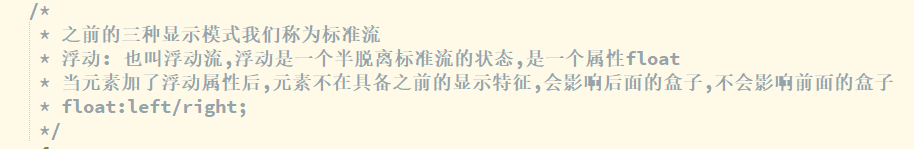 /*
* 之前的三种显示模式我们称为标准流
* 浮动: 也叫浮动流,浮动是一个半脱离标准流的状态,是一个属性float
* 当元素加了浮动属性后,元素不在具备之前的显示特征,会影响后面的盒子,不会影响前面的盒子
* float:left/right;
*/